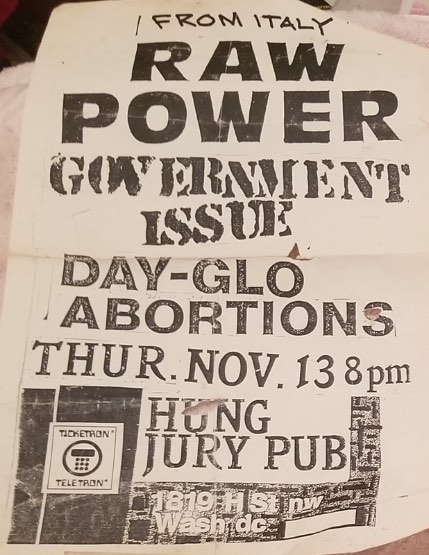 FROM ITALY
RAW
POWER
GOVERNMENT
ISSUE
DAY-GLO
ABORTIONS
THUR. NOV. 13 8pm
HUNG
JURY PUB
TICKETRON®
TELETRON®
1819 H St nw
Wash dc